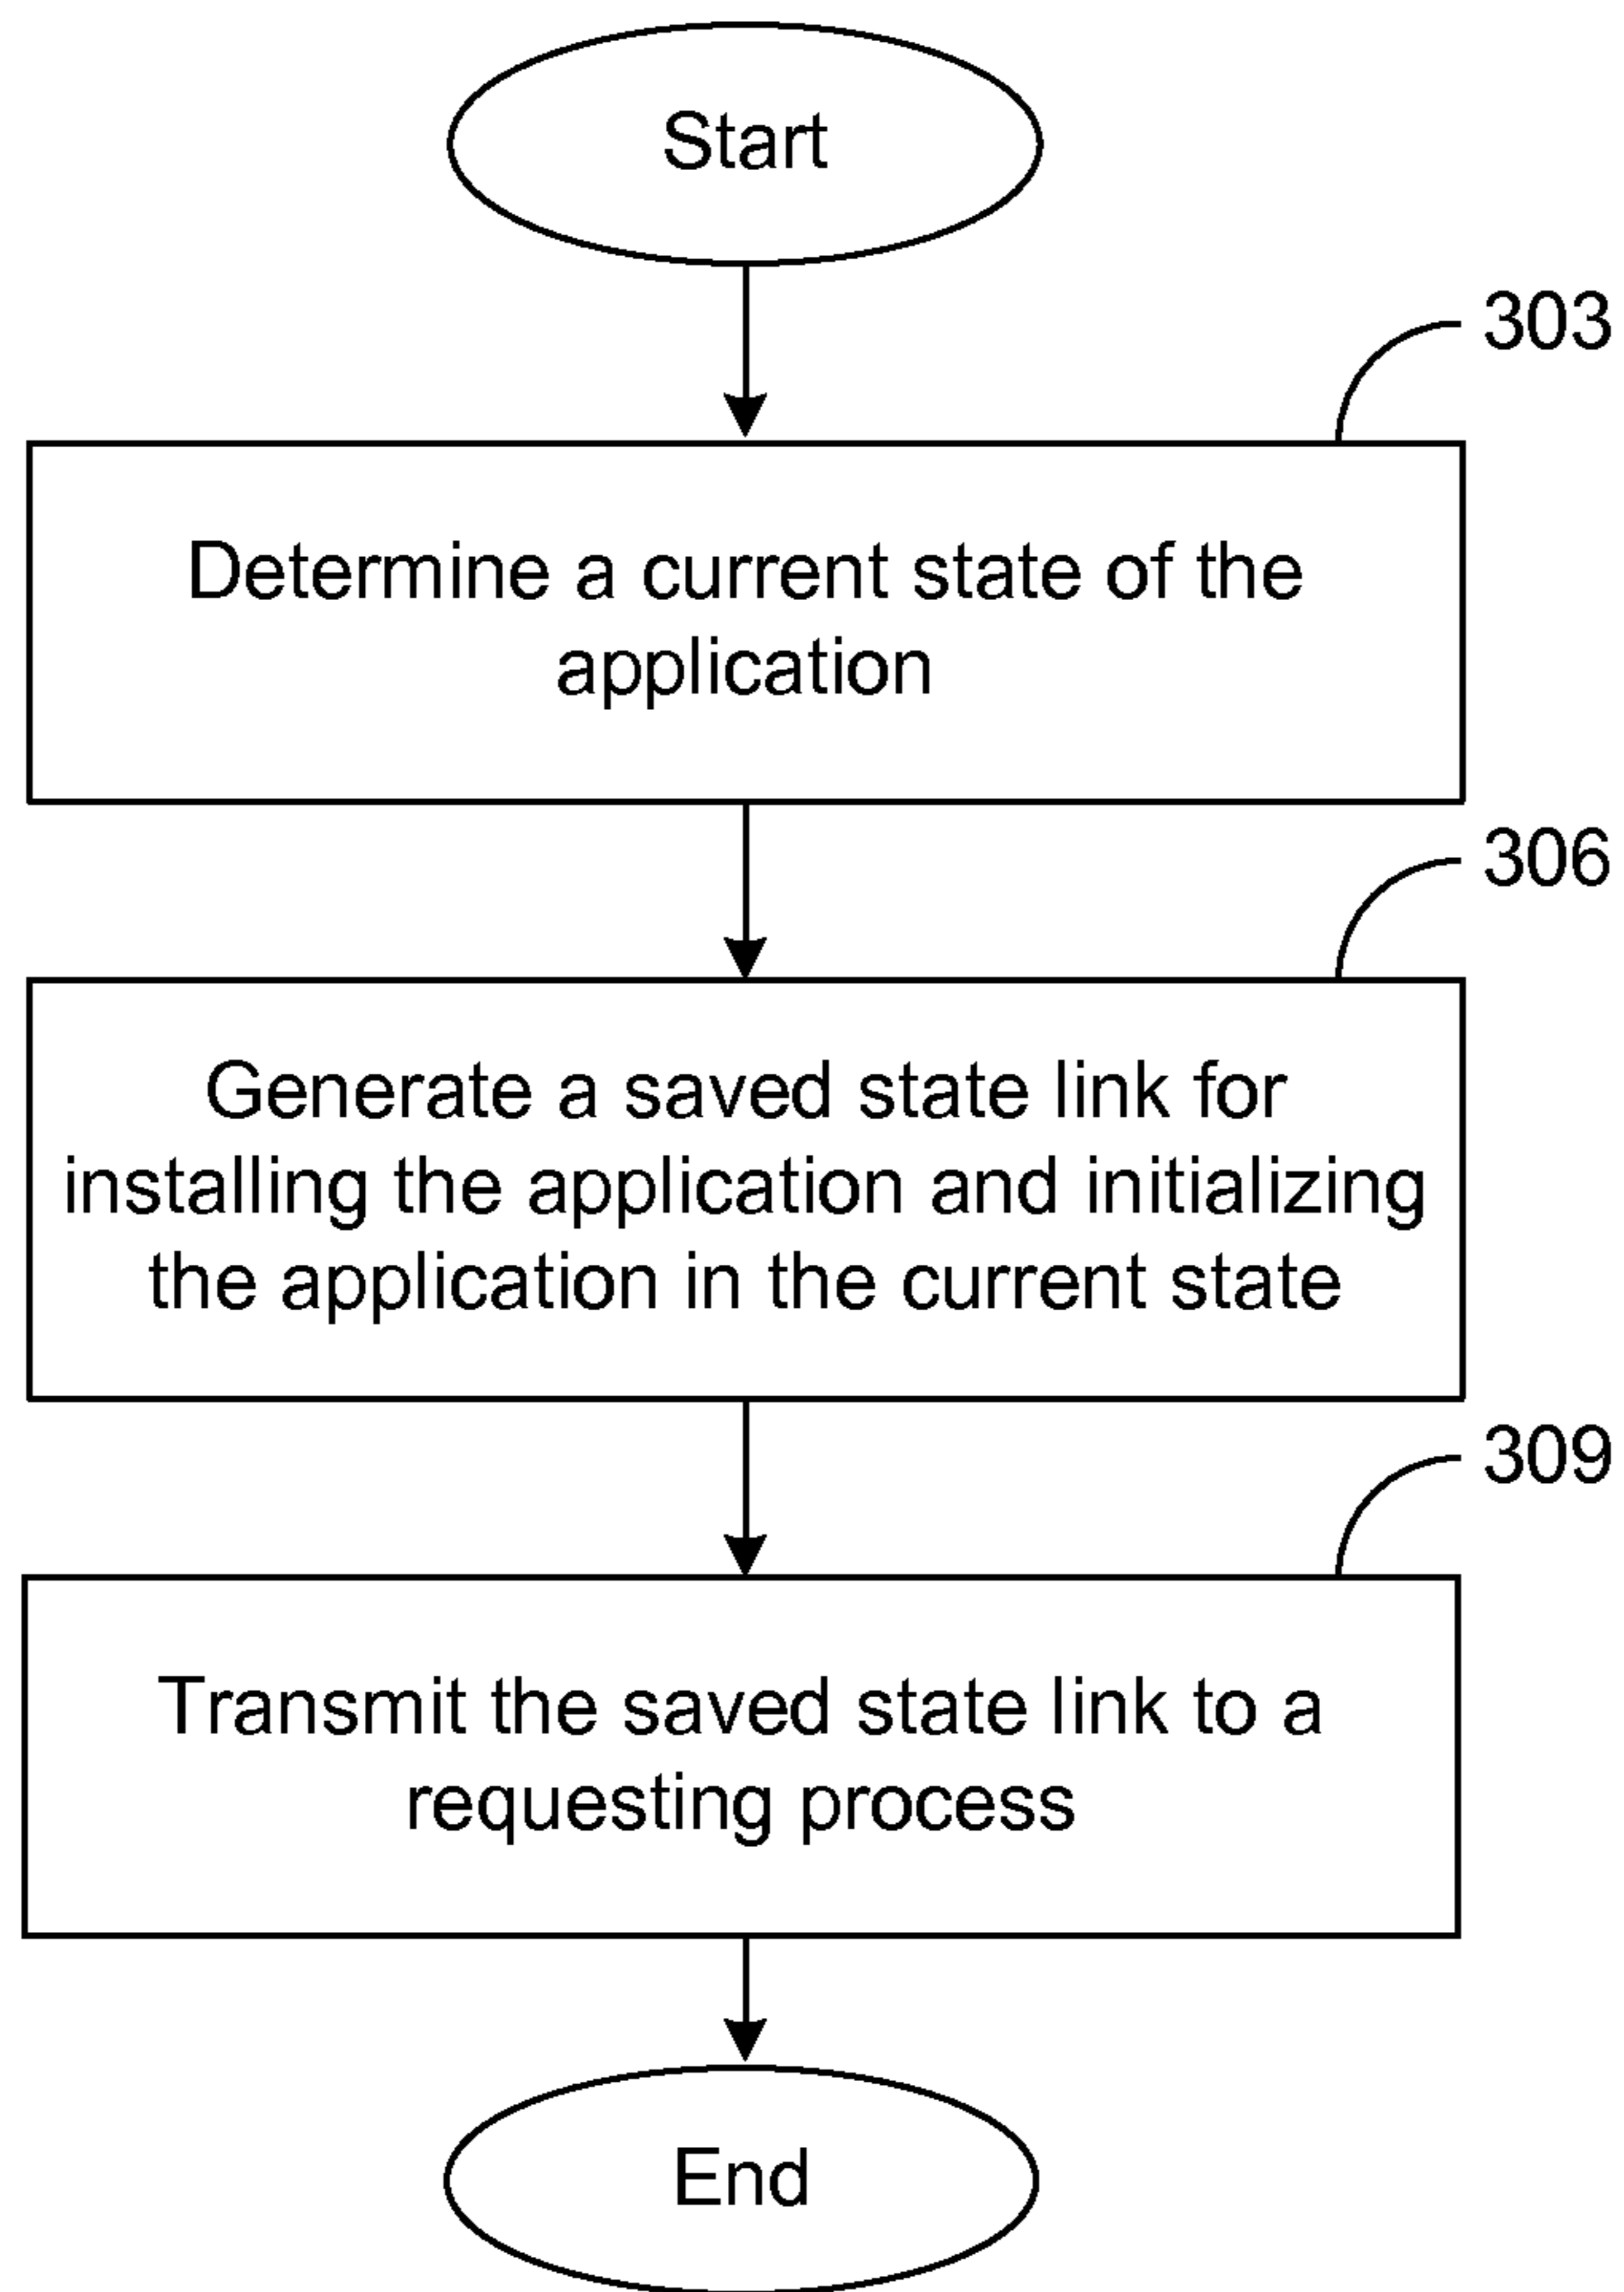 Start
303
Determine a current state of the
application
306
Generate a saved state link for
installing the application and initializing
the application in the current state
309
Transmit the saved state link to a
requesting process
End